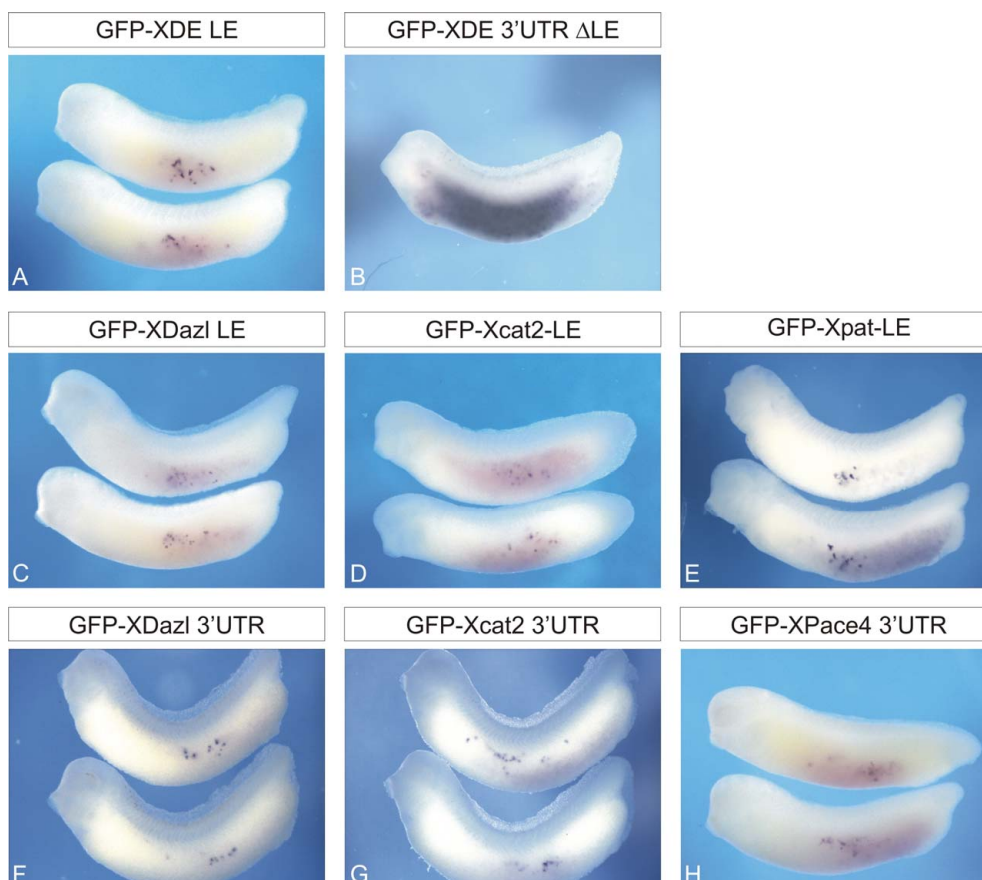 GFP-XDE LE
GFP-XDE 3'UTR ΔLE
A
B
GFP-XDazl LE
GFP-Xcat2-LE
GFP-Xpat-LE
C
D
E
GFP-XDazl 3'UTR
GFP-Xcat2 3'UTR
GFP-XPace4 3'UTR
F
G
H